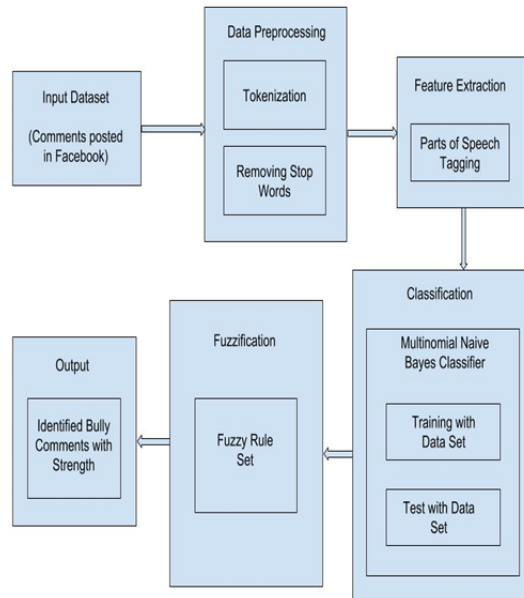 Input Dataset
(Comments posted
in Facebook)
Data Preprocessing
Tokenization
Removing Stop
Words
Feature Extraction
Parts of Speech
Tagging
Classification
Multinomial Naive
Bayes Classifier
Training with
Data Set
Test with Data
Set
Fuzzification
Fuzzy Rule
Set
Output
Identified Bully
Comments with
Strength